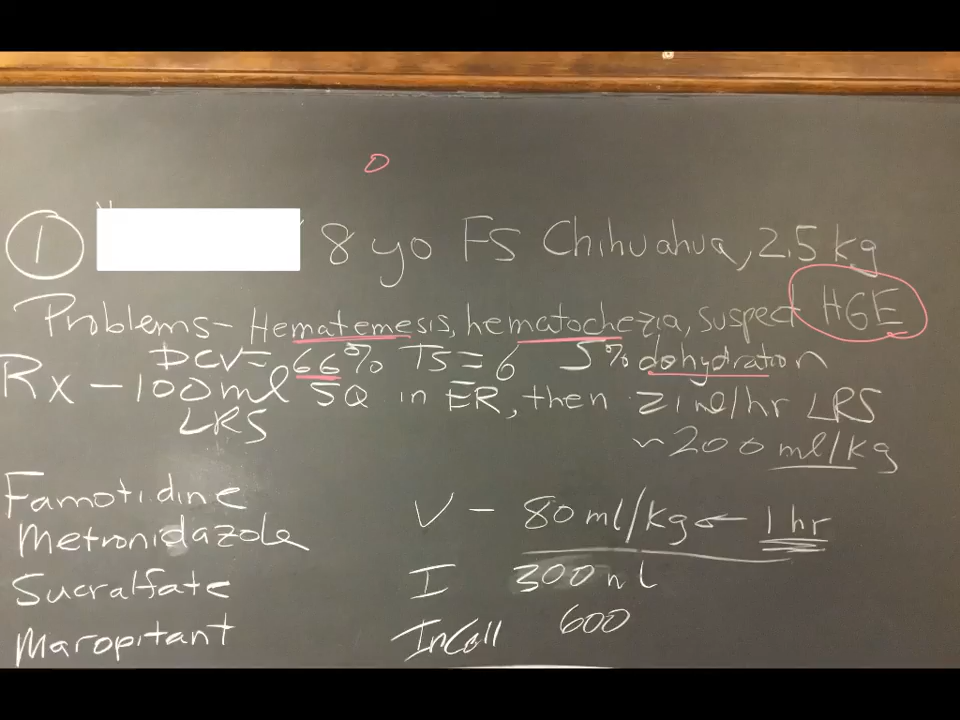 ① 8 yo FS Chihuahua, 2.5 kg
Problems- Hematemesis, hematochezia, suspect HGE
PCV= 66% TS= 6 5% dehydration
Rx - 100 ml SQ in ER, then 21 ml/hr LRS
LRS
~200 ml/kg
Famotidine
Metronidazole
Sucralfate
Maropitant
V - 80 ml/kg ← 1 hr
I 300 ml
InCell 600